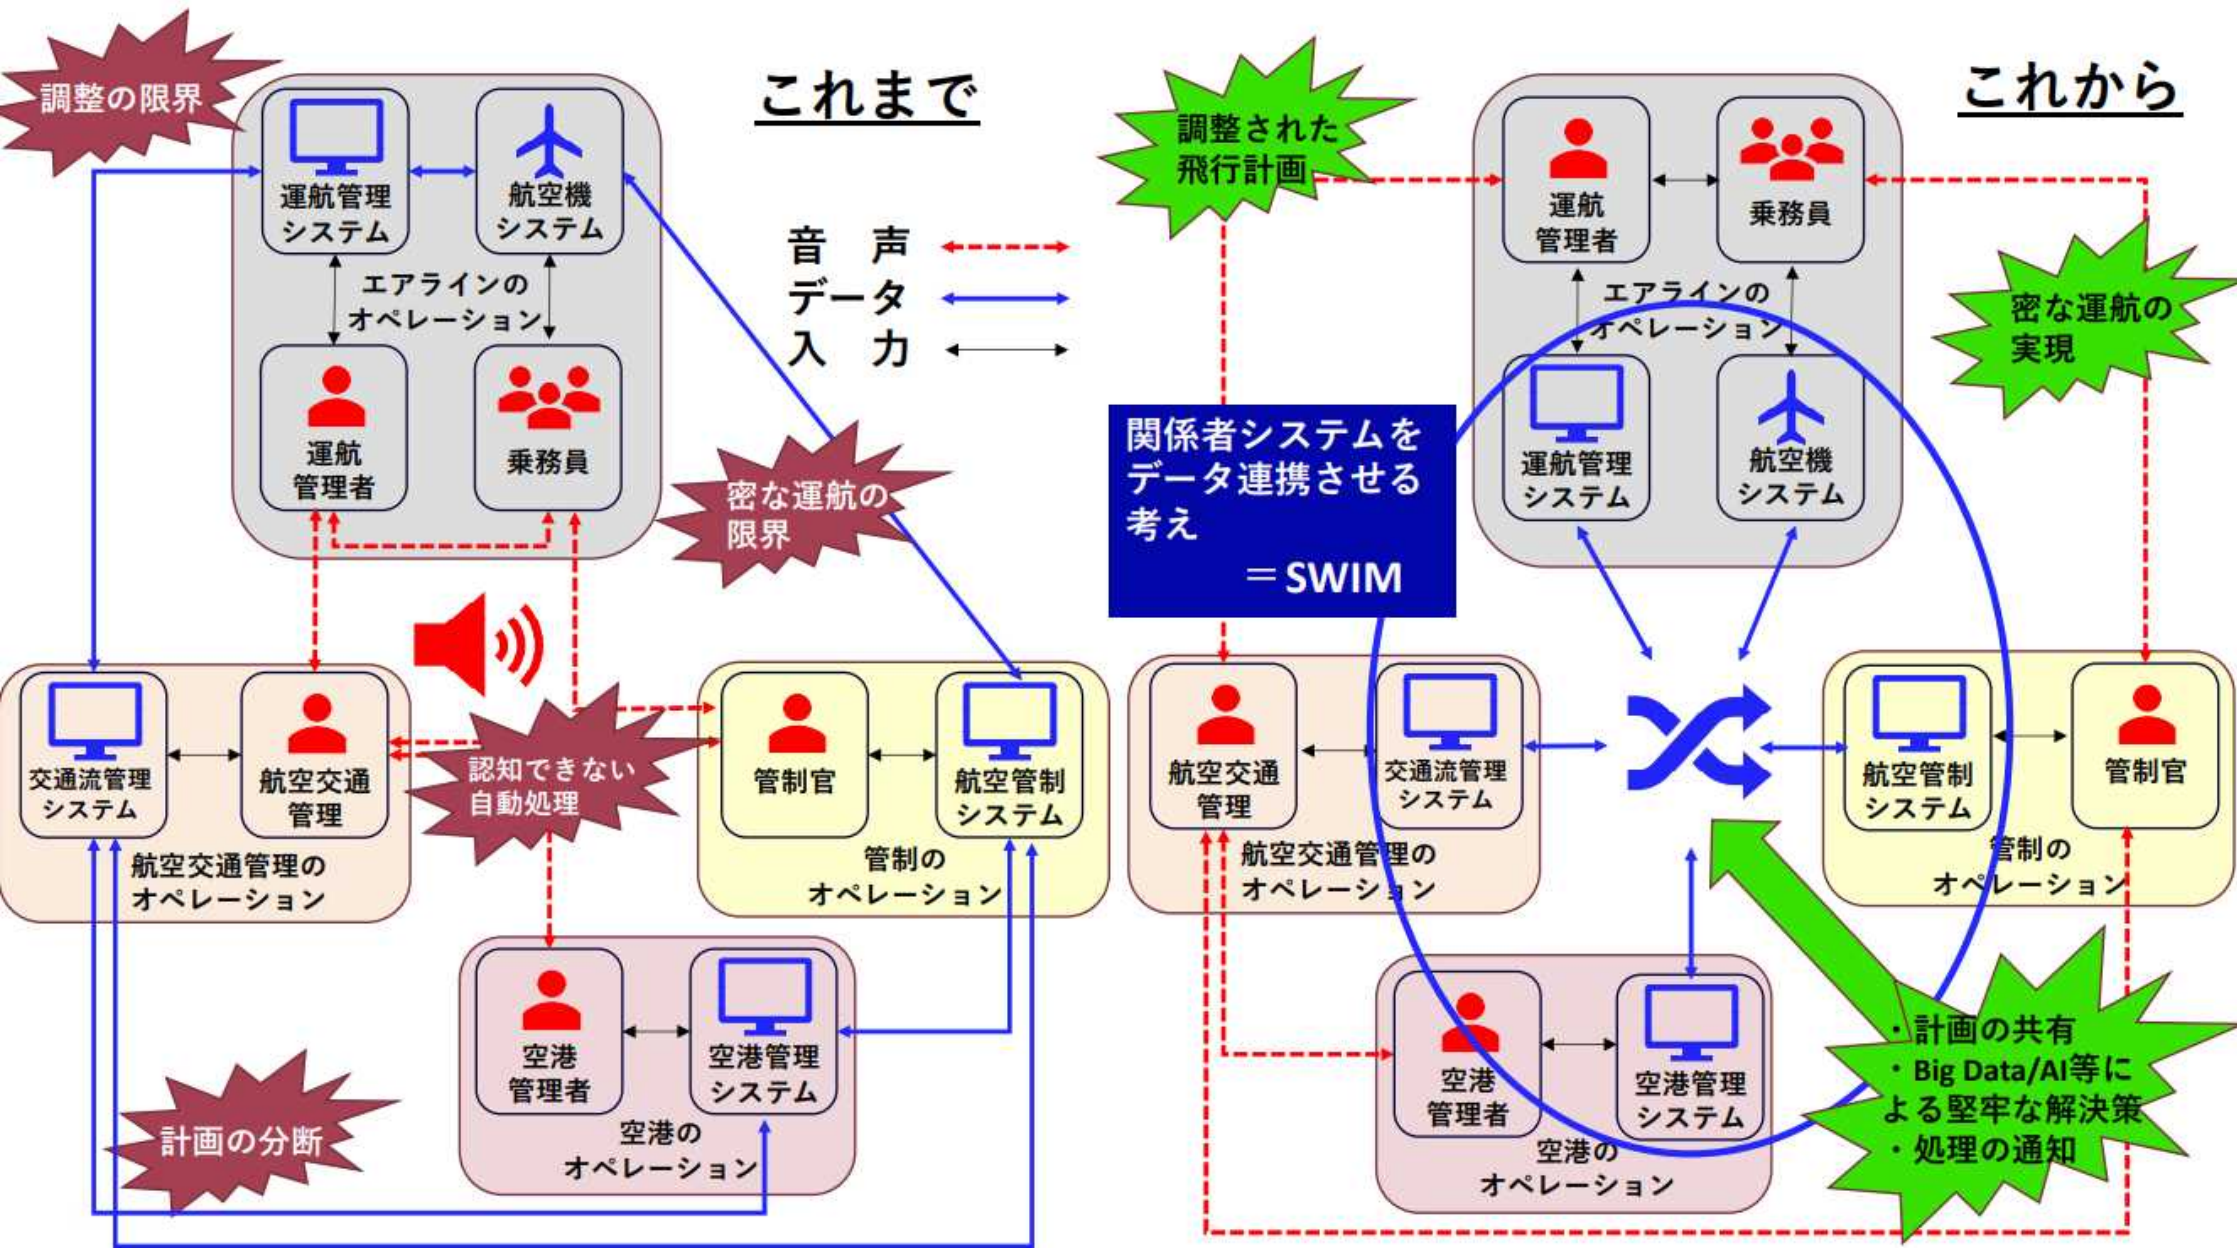 これまで
調整の限界
運航管理
システム
航空機
システム
エアラインの
オペレーション
運航
管理者
乗務員
音　声
データ
入　力
密な運航の
限界
交通流管理
システム
航空交通
管理
航空交通管理の
オペレーション
認知できない
自動処理
管制官
航空管制
システム
管制の
オペレーション
空港
管理者
空港管理
システム
空港の
オペレーション
計画の分断
これから
調整された
飛行計画
運航
管理者
乗務員
エアラインの
オペレーション
運航管理
システム
航空機
システム
密な運航の
実現
関係者システムを
データ連携させる
考え
＝SWIM
航空交通
管理
交通流管理
システム
航空交通管理の
オペレーション
航空管制
システム
管制官
管制の
オペレーション
空港
管理者
空港管理
システム
空港の
オペレーション
・計画の共有
・Big Data/AI等に
よる堅牢な解決策
・処理の通知